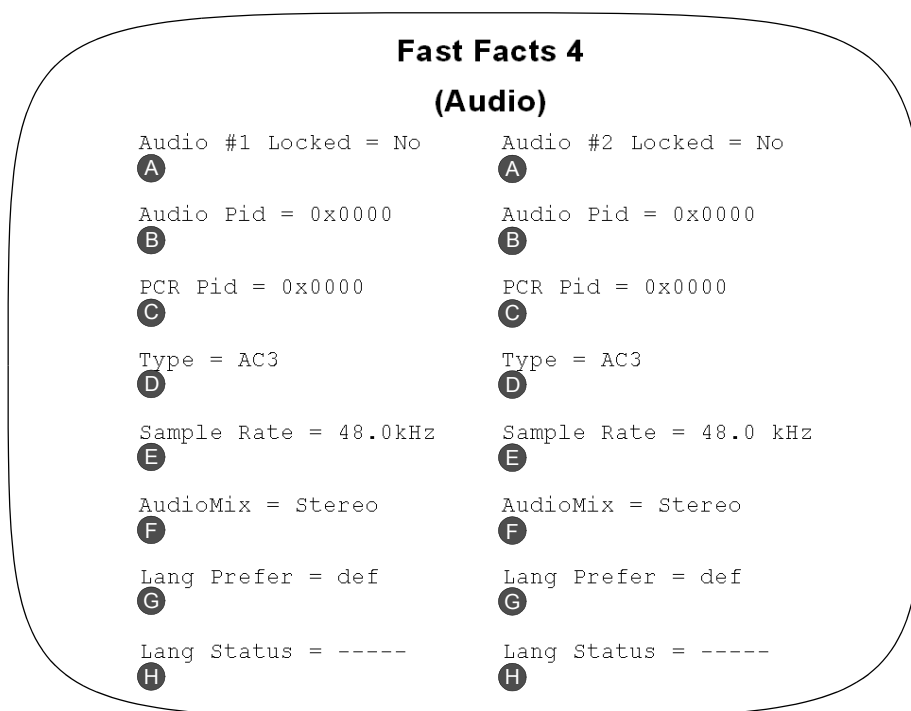 Fast Facts 4
(Audio)
Audio #1 Locked = No Audio #2 Locked = No
A A
Audio Pid = 0x0000 Audio Pid = 0x0000
B B
PCR Pid = 0x0000 PCR Pid = 0x0000
C C
Type = AC3 Type = AC3
D D
Sample Rate = 48.0kHz Sample Rate = 48.0 kHz
E E
AudioMix = Stereo AudioMix = Stereo
F F
Lang Prefer = def Lang Prefer = def
G G
Lang Status = ----- Lang Status = -----
H H